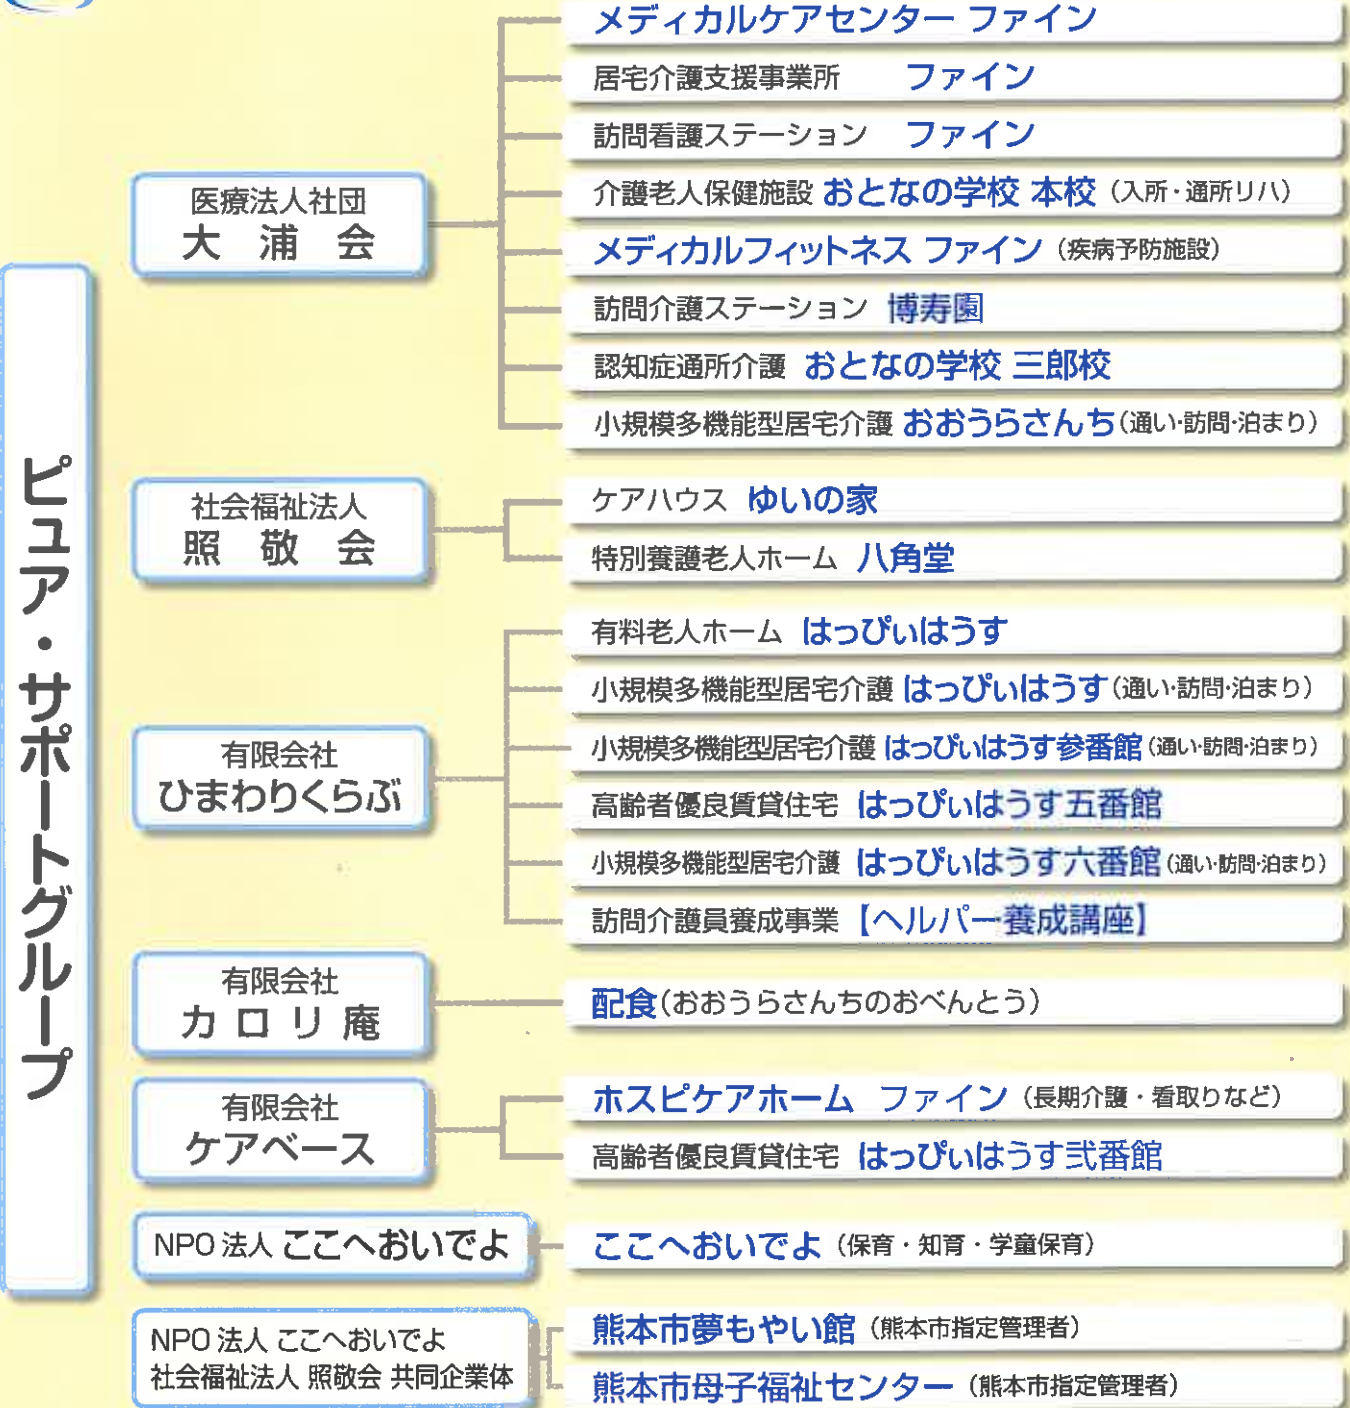 ピュア・サポートグループ
医療法人社団
大浦会
メディカルケアセンター ファイン
居宅介護支援事業所 ファイン
訪問看護ステーション ファイン
介護老人保健施設 おとなの学校 本校（入所・通所リハ）
メディカルフィットネス ファイン（疾病予防施設）
訪問介護ステーション 博寿園
認知症通所介護 おとなの学校 三郎校
小規模多機能型居宅介護 おおうらさんち（通い・訪問・泊まり）
社会福祉法人
照敬会
ケアハウス ゆいの家
特別養護老人ホーム 八角堂
有限会社
ひまわりくらぶ
有料老人ホーム はっぴぃはうす
小規模多機能型居宅介護 はっぴぃはうす（通い・訪問・泊まり）
小規模多機能型居宅介護 はっぴぃはうす参番館（通い・訪問・泊まり）
高齢者優良賃貸住宅 はっぴぃはうす五番館
小規模多機能型居宅介護 はっぴぃはうす六番館（通い・訪問・泊まり）
訪問介護員養成事業【ヘルパー養成講座】
有限会社
カロリ庵
配食（おおうらさんちのおべんとう）
有限会社
ケアベース
ホスピケアホーム ファイン（長期介護・看取りなど）
高齢者優良賃貸住宅 はっぴぃはうす弐番館
NPO法人 ここへおいでよ
ここへおいでよ（保育・知育・学童保育）
NPO法人 ここへおいでよ
社会福祉法人 照敬会 共同企業体
熊本市夢もやい館（熊本市指定管理者）
熊本市母子福祉センター（熊本市指定管理者）